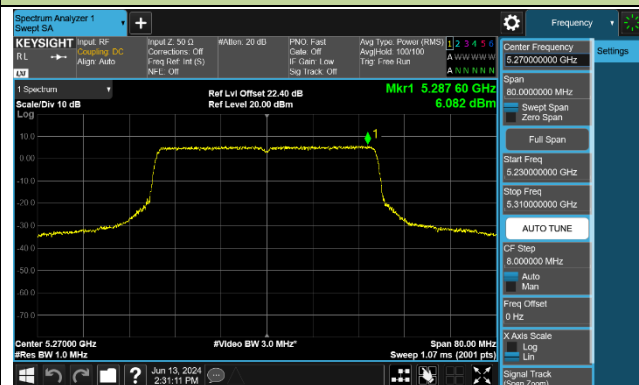 Spectrum Analyzer 1
Swept SA
Frequency
KEYSIGHT
RL
LXI
Input: RF
Coupling: DC
Align: Auto
Input Z: 50 Ω
Corrections: Off
Freq Ref: Int (S)
NFE: Off
#Atten: 20 dB
PNO: Fast
Gate: Off
IF Gain: Low
Sig Track: Off
Avg Type: Power (RMS)
Avg|Hold: 100/100
Trig: Free Run
1 2 3 4 5 6
A W W W W W
A N N N N N
1 Spectrum
Scale/Div 10 dB
Log
Ref Lvl Offset 22.40 dB
Ref Level 20.00 dBm
Mkr1 5.287 60 GHz
6.082 dBm
1
10.0
0.00
-10.0
-20.0
-30.0
-40.0
-50.0
-60.0
-70.0
Center 5.27000 GHz
#Res BW 1.0 MHz
#Video BW 3.0 MHz*
Span 80.00 MHz
Sweep 1.07 ms (2001 pts)
Jun 13, 2024
2:31:11 PM
Center Frequency
5.270000000 GHz
Settings
Span
80.0000000 MHz
Swept Span
Zero Span
Full Span
Start Freq
5.230000000 GHz
Stop Freq
5.310000000 GHz
AUTO TUNE
CF Step
8.000000 MHz
Auto
Man
Freq Offset
0 Hz
X Axis Scale
Log
Lin
Signal Track
(Span Zoom)